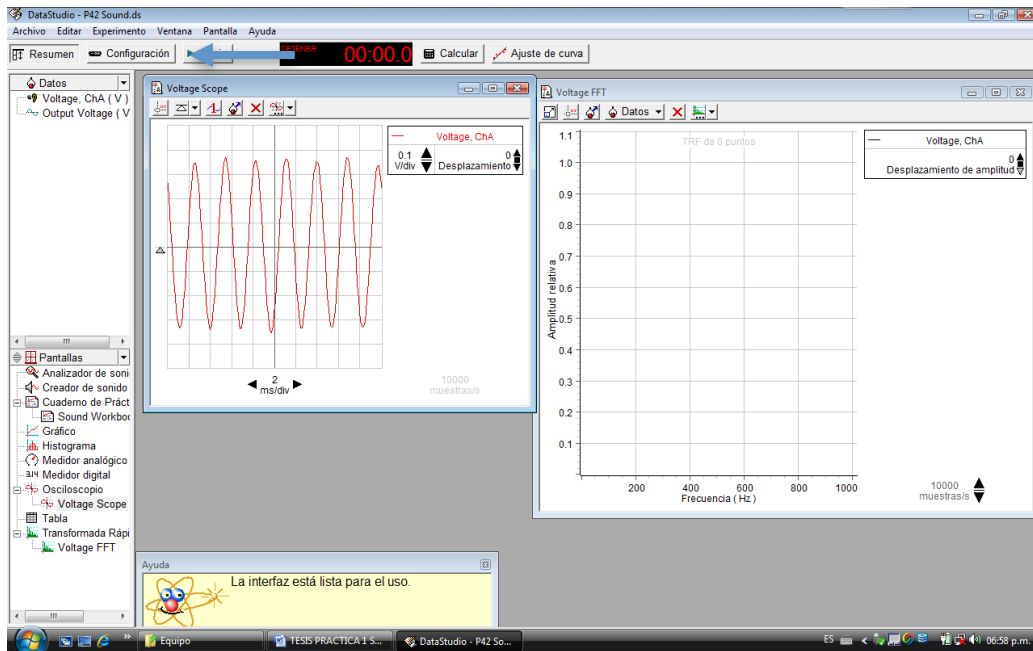 DataStudio - P42 Sound.ds
Archivo Editar Experimento Ventana Pantalla Ayuda
Resumen Configuración DETENER 00:00.0 Calcular Ajuste de curva
Datos
Voltage, ChA ( V )
Output Voltage ( V
Voltage Scope
Voltage, ChA
0.1 V/div 0 Desplazamiento
2 ms/div
10000 muestras/s
Voltage FFT
Datos
TRF de 0 puntos
Voltage, ChA
0
Desplazamiento de amplitud
1.1
1.0
0.9
0.8
0.7
0.6
0.5
0.4
0.3
0.2
0.1
Amplitud relativa
200 400 600 800 1000
Frecuencia ( Hz )
10000 muestras/s
Pantallas
Analizador de soni
Creador de sonido
Cuaderno de Práct
Sound Workboo
Gráfico
Histograma
Medidor analógico
3.14 Medidor digital
Osciloscopio
Voltage Scope
Tabla
Transformada Rápi
Voltage FFT
Ayuda
La interfaz está lista para el uso.
Equipo
TESIS PRACTICA 1 S...
DataStudio - P42 So...
ES
06:58 p.m.